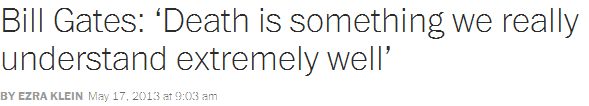 Bill Gates: ‘Death is something we really
understand extremely well’
BY EZRA KLEIN May 17, 2013 at 9:03 am